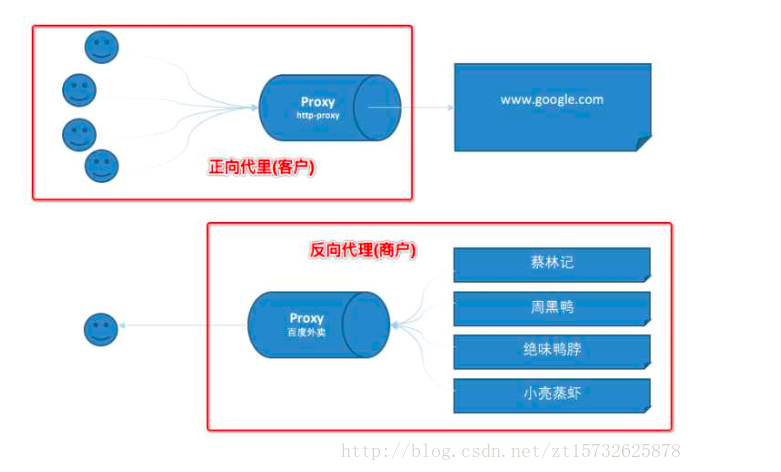 Proxy
http-proxy
www.google.com
正向代里(客户)
反向代理(商户)
蔡林记
Proxy
百度外卖
周黑鸭
绝味鸭脖
小亮蒸虾
http://blog.csdn.net/zt15732625878